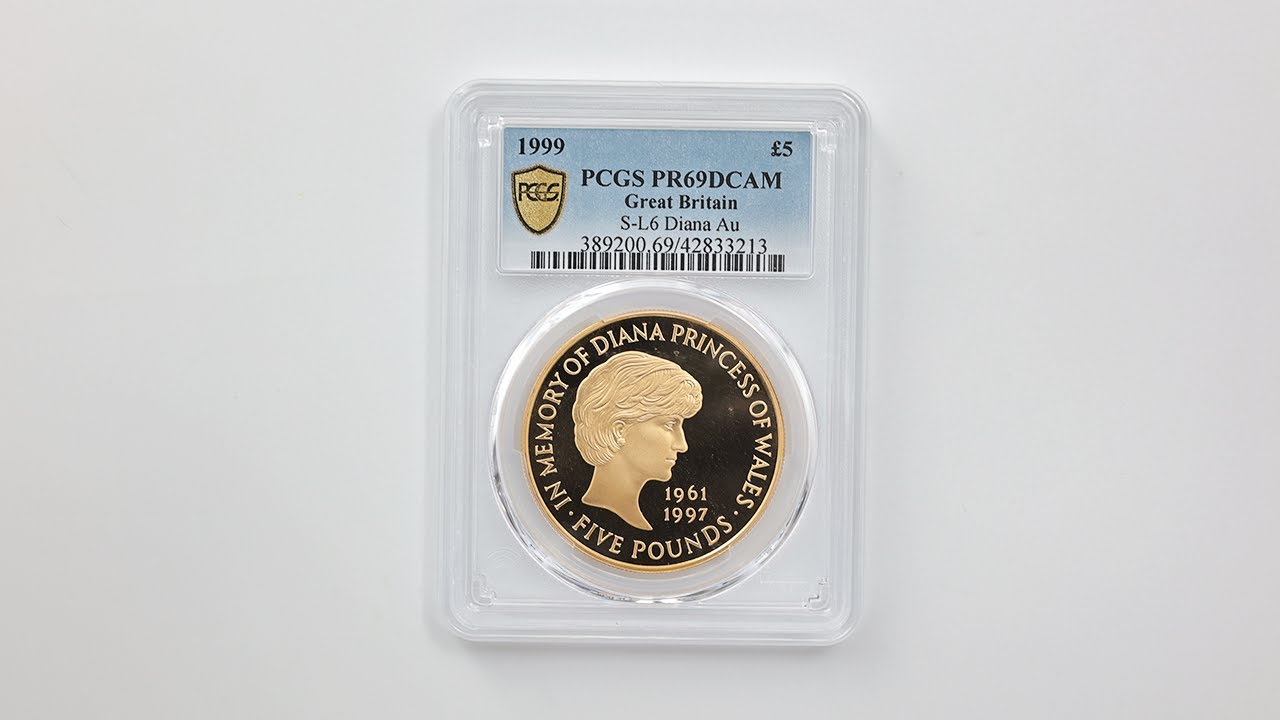 1999 £5
PCGS PR69DCAM
PCGS
Great Britain
S-L6 Diana Au
389200.69/42833213
IN MEMORY OF DIANA PRINCESS OF WALES
1961
1997
· FIVE POUNDS ·